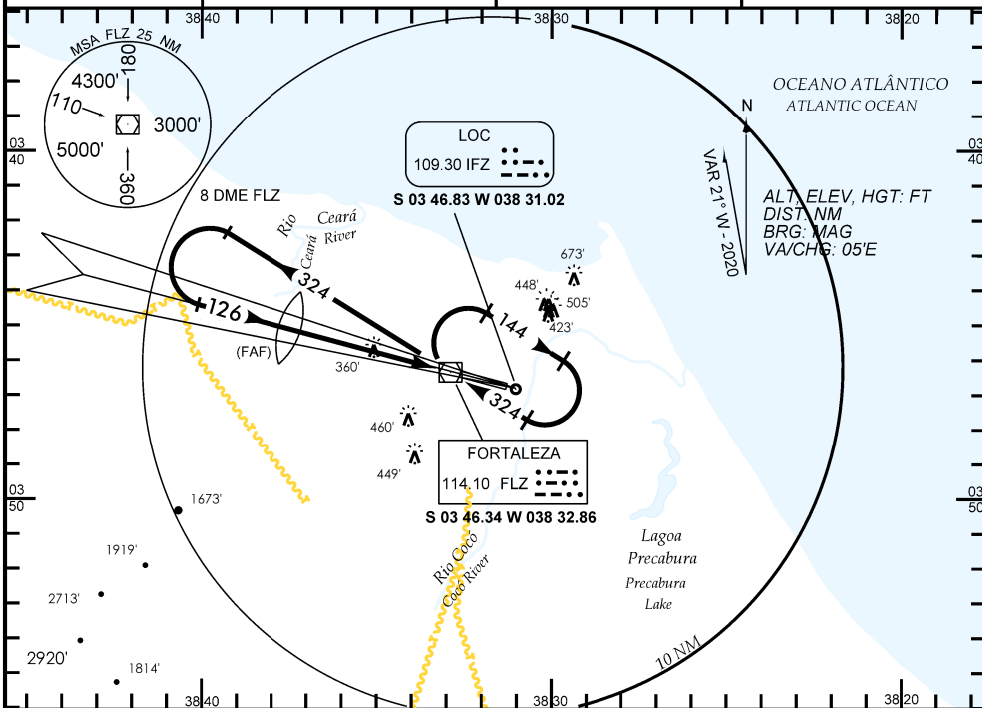 38 40
38 30
38 20
MSA FLZ 25 NM
180
4300'
110
3000'
5000'
360
OCEANO ATLÂNTICO
ATLANTIC OCEAN
N
03
40
03
40
LOC
109.30 IFZ
S 03 46.83 W 038 31.02
VAR 21° W - 2020
ALT, ELEV, HGT: FT
DIST: NM
BRG: MAG
VA/CHG: 05'E
8 DME FLZ
Rio
Ceará
Ceará
River
673'
448'
505'
423'
324
126
(FAF)
144
360'
324
460'
449'
FORTALEZA
114.10 FLZ
S 03 46.34 W 038 32.86
03
50
03
50
1673'
1919'
2713'
2920'
1814'
Rio Cocó
Cocó River
Lagoa
Precabura
Precabura
Lake
10 NM
38 40
38 30
38 20